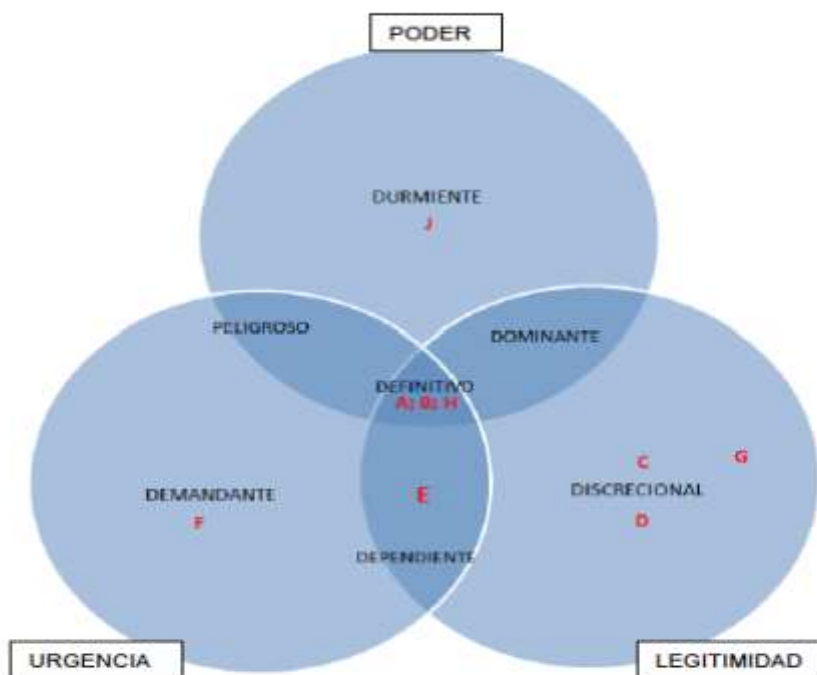 PODER
DURMIENTE
J
PELIGROSO
DOMINANTE
DEFINITIVO
A; B; H
C
G
DEMANDANTE
E
DISCRECIONAL
F
D
DEPENDIENTE
URGENCIA
LEGITIMIDAD